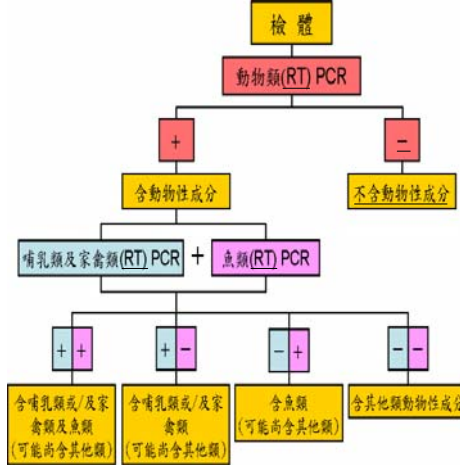 檢 體
動物類(RT) PCR
+
−
含動物性成分
不含動物性成分
哺乳類及家禽類(RT) PCR
+
魚類(RT) PCR
+ +
+ −
− +
− −
含哺乳類或/及家
禽類及魚類
(可能尚含其他類)
含哺乳類或/及家
禽類
(可能尚含其他類)
含魚類
(可能尚含其他類)
含其他類動物性成分